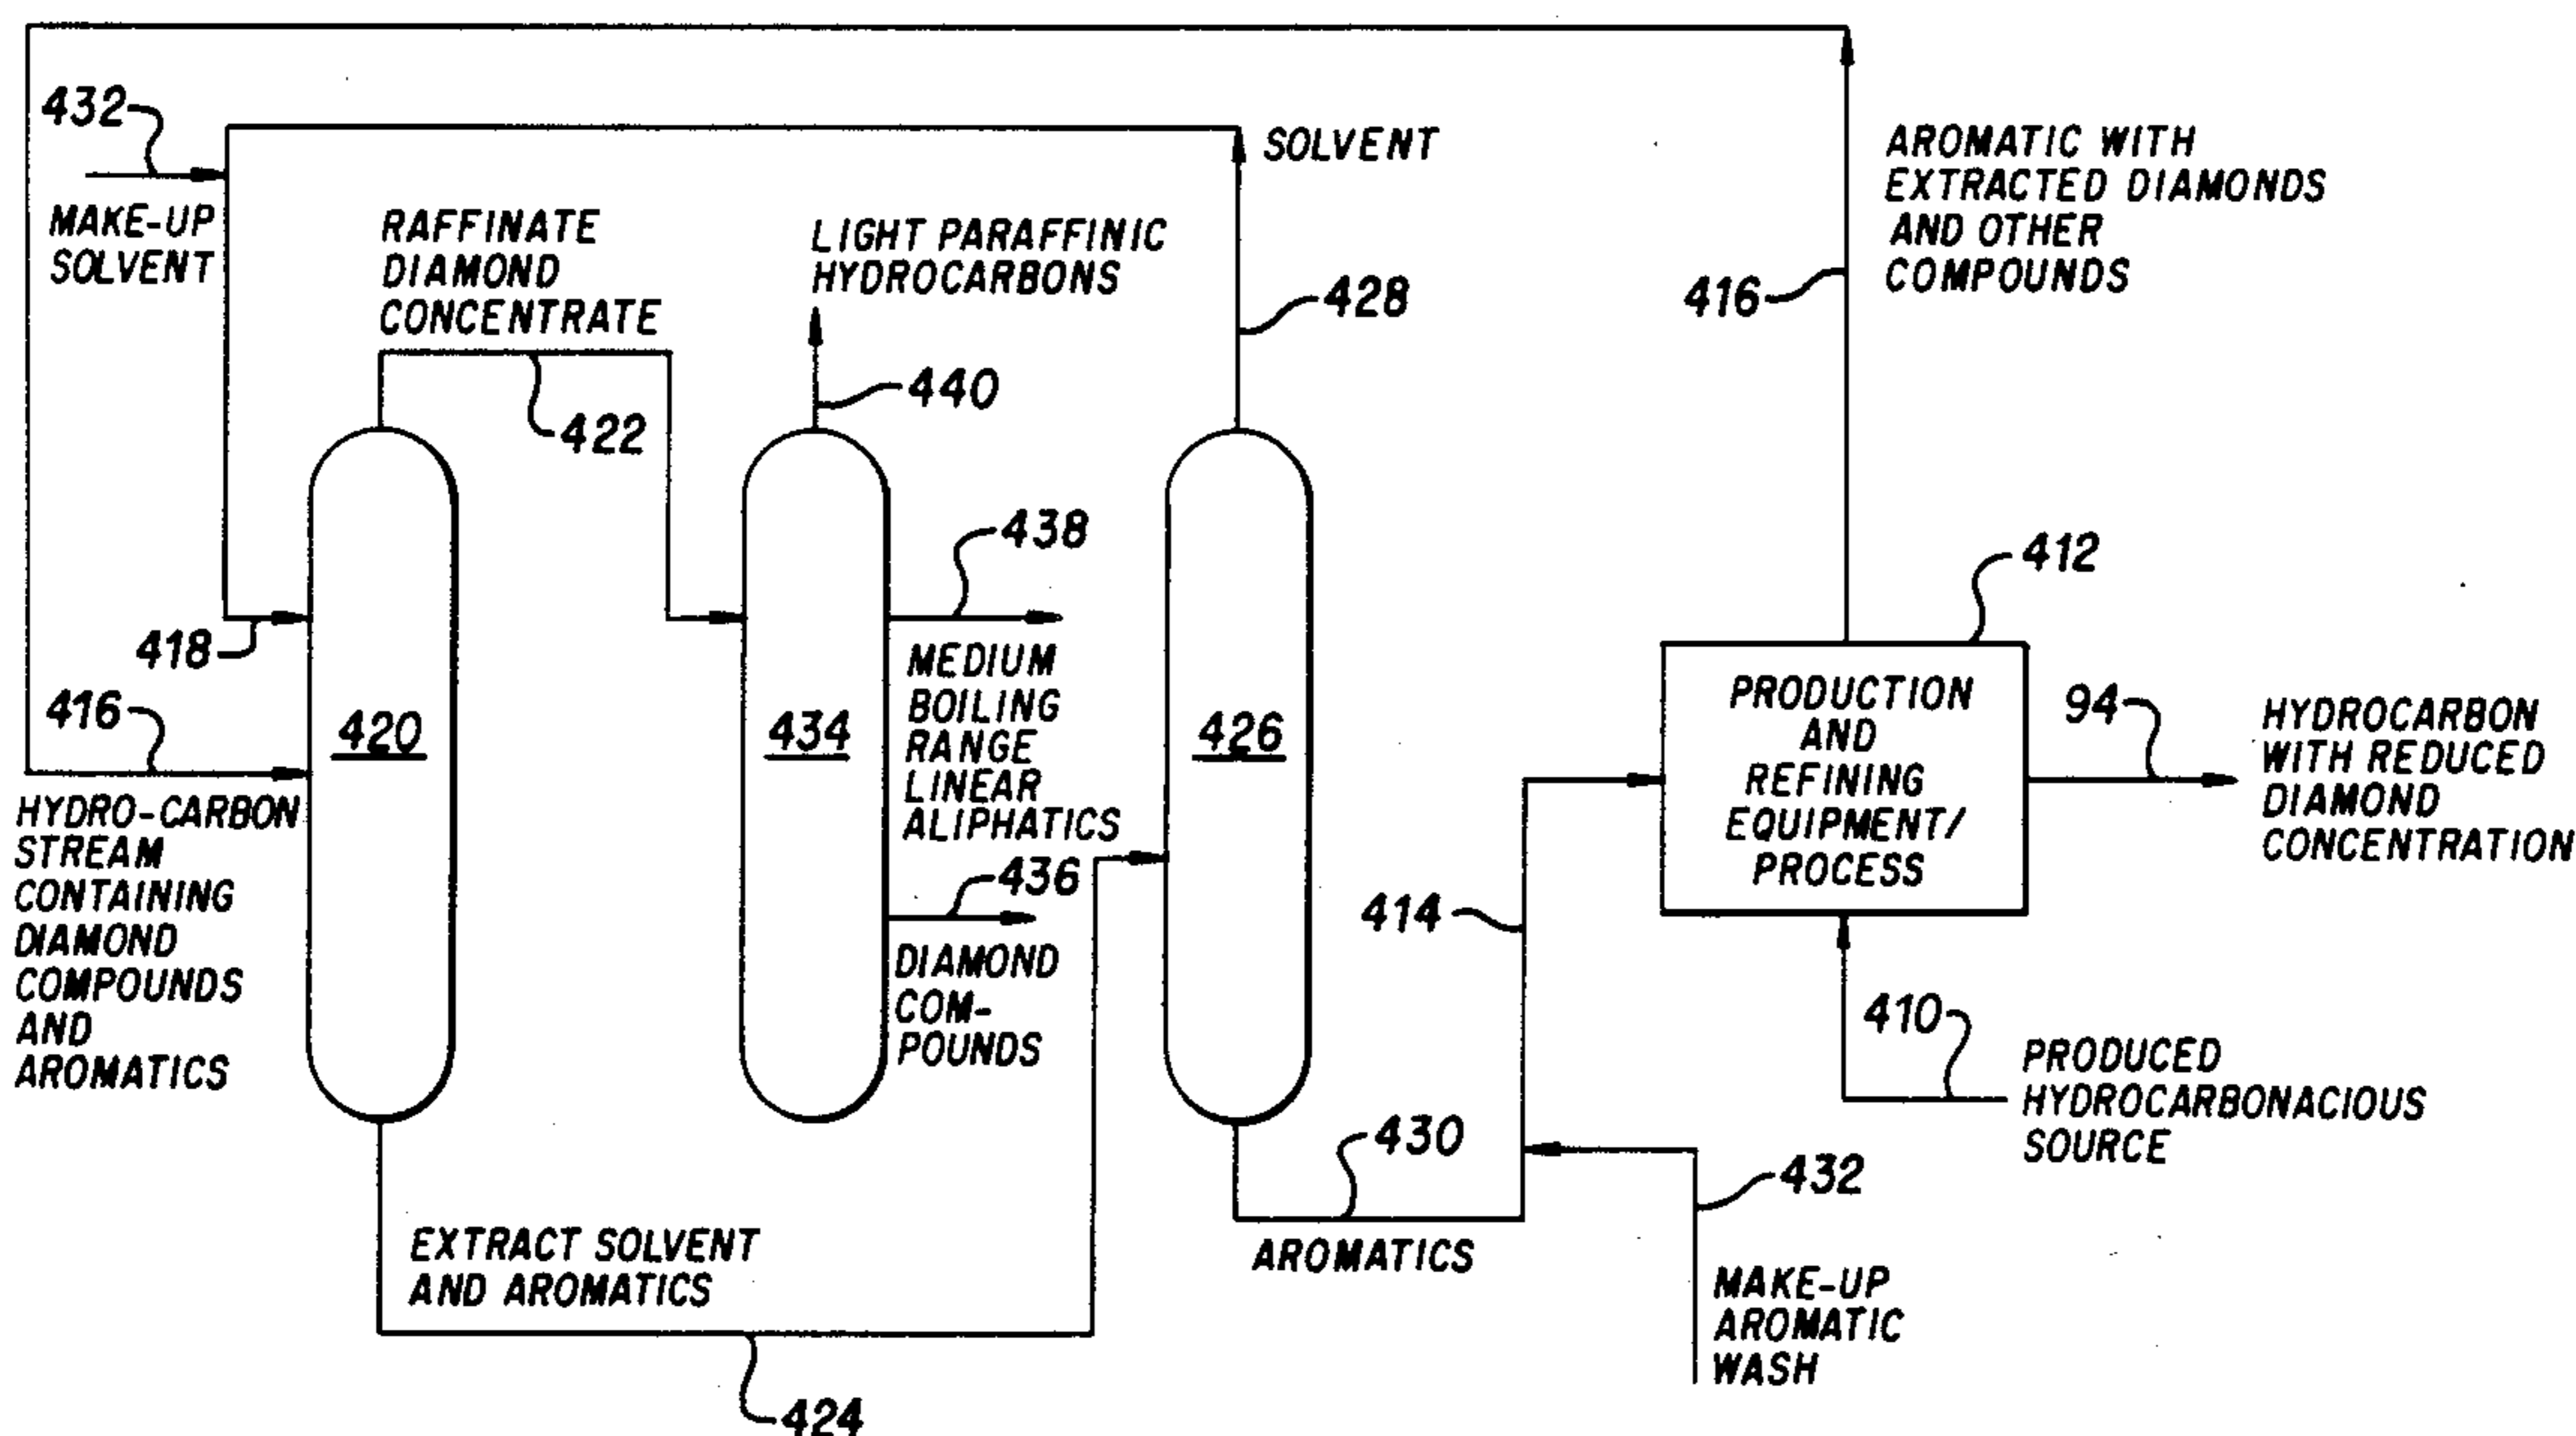 432
MAKE-UP
SOLVENT
RAFFINATE
DIAMOND
CONCENTRATE
422
LIGHT PARAFFINIC
HYDROCARBONS
440
SOLVENT
428
AROMATIC WITH
EXTRACTED DIAMONDS
AND OTHER
COMPOUNDS
416
418
416
HYDRO-CARBON
STREAM
CONTAINING
DIAMOND
COMPOUNDS
AND
AROMATICS
420
434
438
MEDIUM
BOILING
RANGE
LINEAR
ALIPHATICS
436
DIAMOND
COM-
POUNDS
426
412
PRODUCTION
AND
REFINING
EQUIPMENT/
PROCESS
94
HYDROCARBON
WITH REDUCED
DIAMOND
CONCENTRATION
414
410
PRODUCED
HYDROCARBONACIOUS
SOURCE
430
AROMATICS
432
MAKE-UP
AROMATIC
WASH
EXTRACT SOLVENT
AND AROMATICS
424